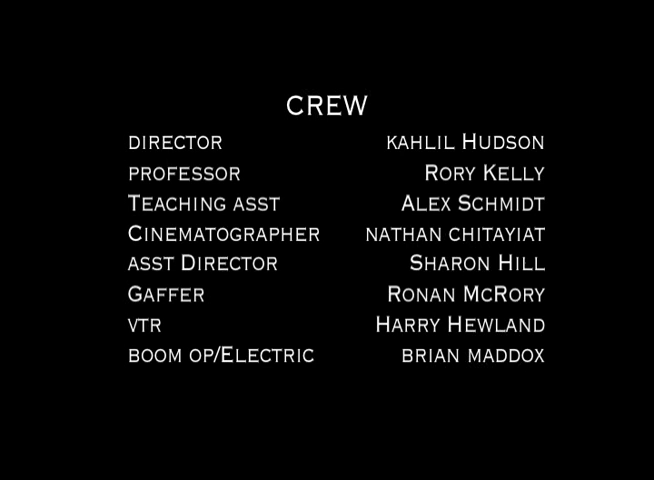 CREW
DIRECTOR KAHLIL HUDSON
PROFESSOR RORY KELLY
TEACHING ASST ALEX SCHMIDT
CINEMATOGRAPHER NATHAN CHITAYIAT
ASST DIRECTOR SHARON HILL
GAFFER RONAN MCRORY
VTR HARRY HEWLAND
BOOM OP/ELECTRIC BRIAN MADDOX